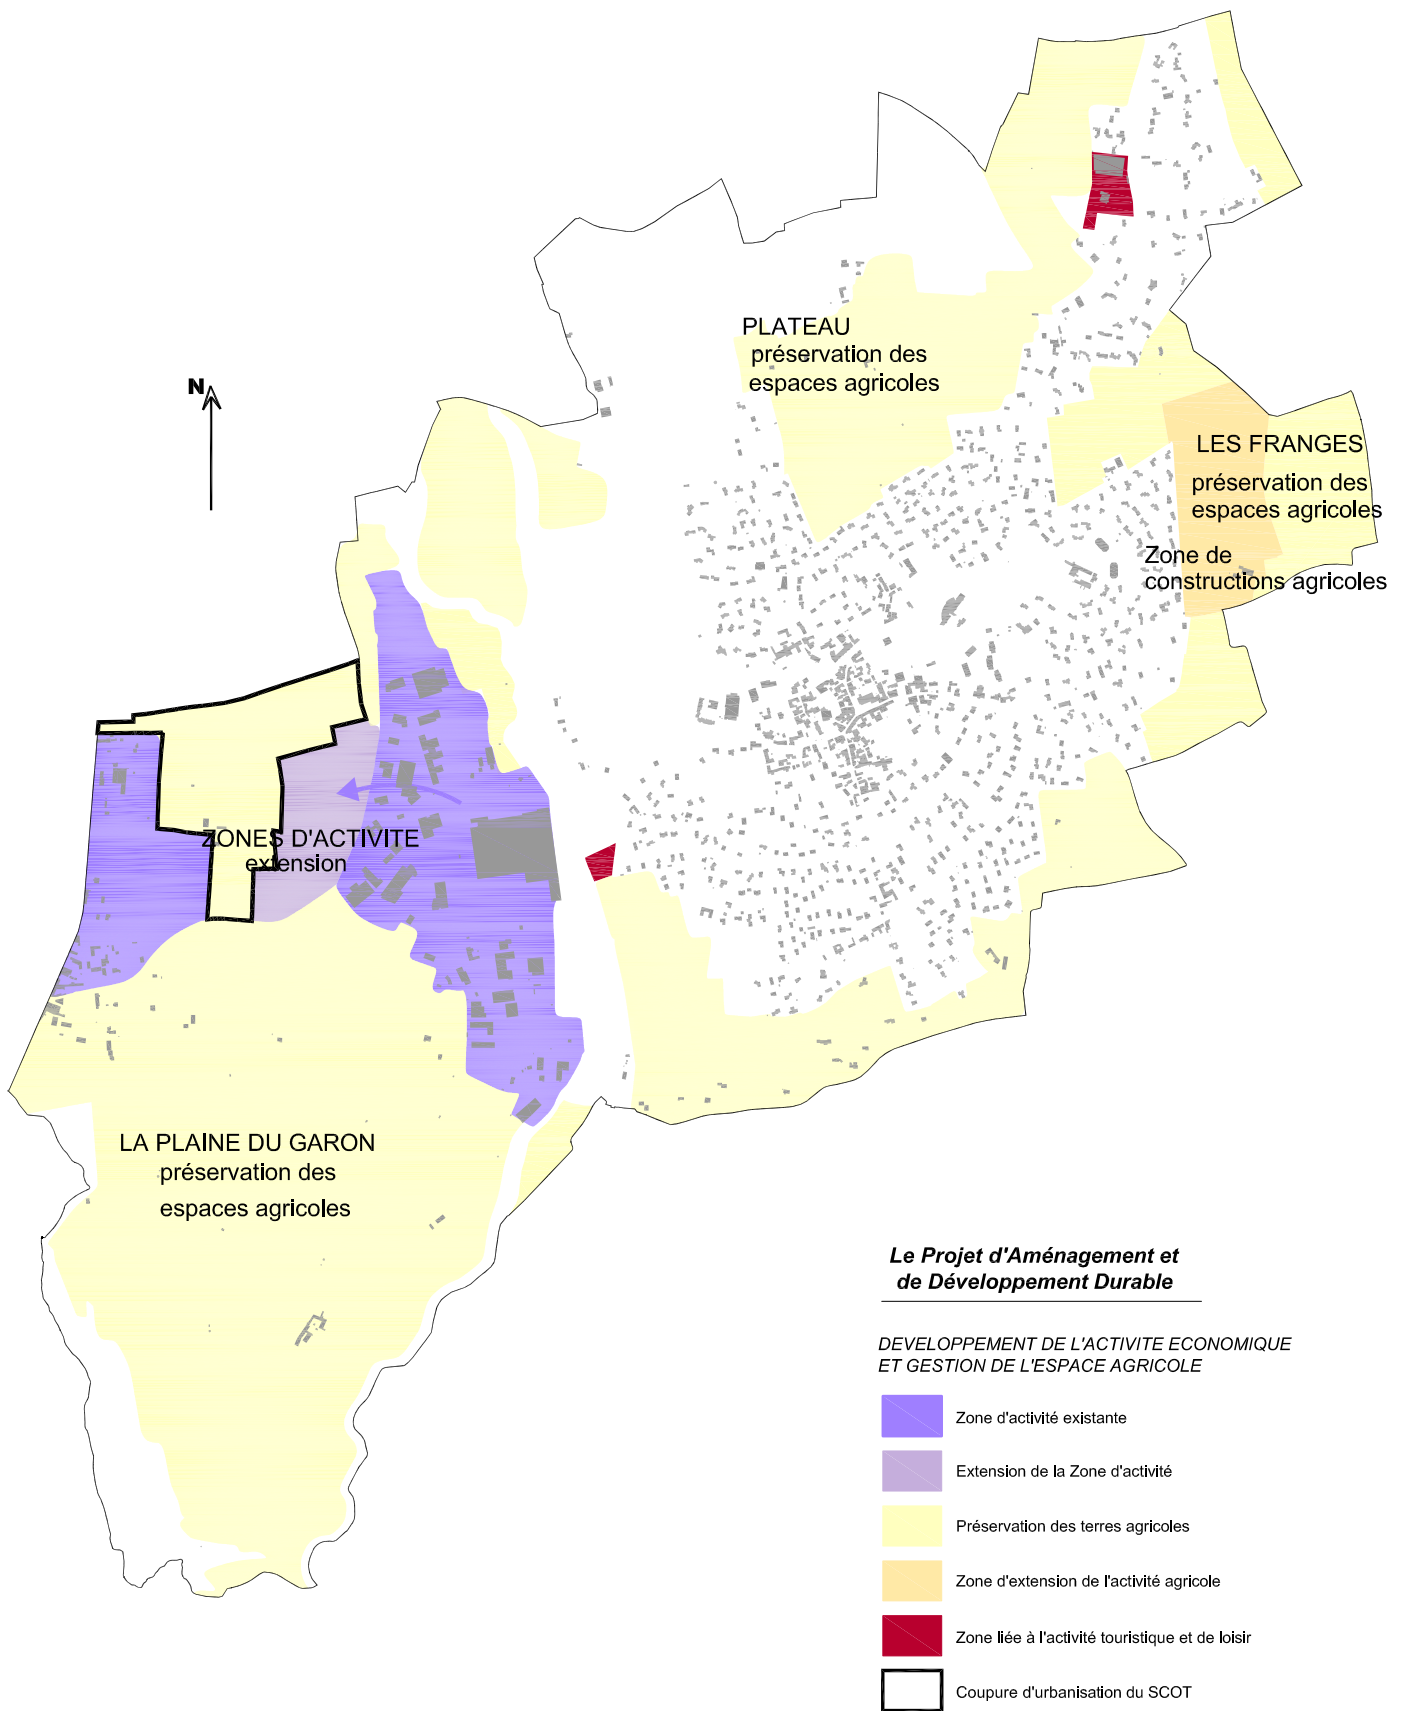 PLATEAU
préservation des
espaces agricoles
N
LES FRANGES
préservation des
espaces agricoles
Zone de
constructions agricoles
ZONES D'ACTIVITE
extension
LA PLAINE DU GARON
préservation des
espaces agricoles
Le Projet d'Aménagement et
de Développement Durable
DEVELOPPEMENT DE L'ACTIVITE ECONOMIQUE
ET GESTION DE L'ESPACE AGRICOLE
Zone d'activité existante
Extension de la Zone d'activité
Préservation des terres agricoles
Zone d'extension de l'activité agricole
Zone liée à l'activité touristique et de loisir
Coupure d'urbanisation du SCOT